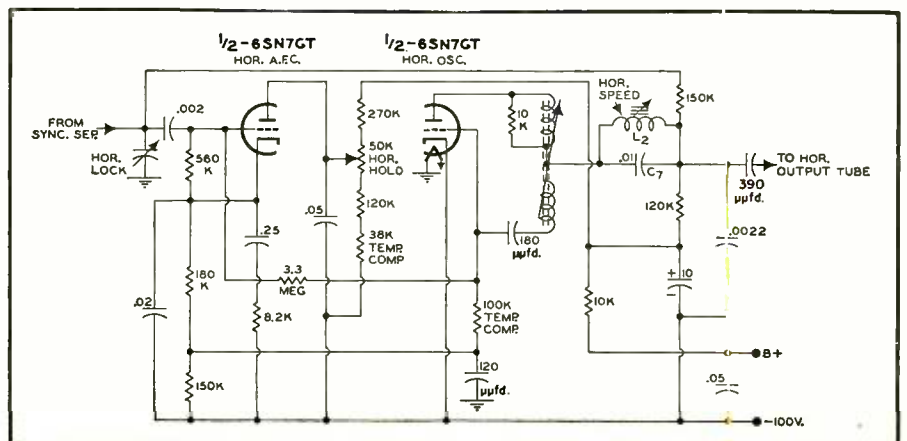 1/2-6SN7GT
HOR. A.F.C.
1/2-6SN7GT
HOR. OSC.
FROM
SYNC. SEP.
.002
HOR.
LOCK
560
K
270K
50K
HOR.
HOLD
10
K
HOR.
SPEED
L2
150K
.01
C7
TO HOR.
OUTPUT TUBE
390
µµfd.
.05
120K
38K
TEMP.
COMP.
180
µµfd.
120K
.0022
.25
.02
180
K
3.3
MEG
8.2K
100K
TEMP.
COMP.
10K
+ 10
-
150K
120
µµfd.
B+
.05
-100V.